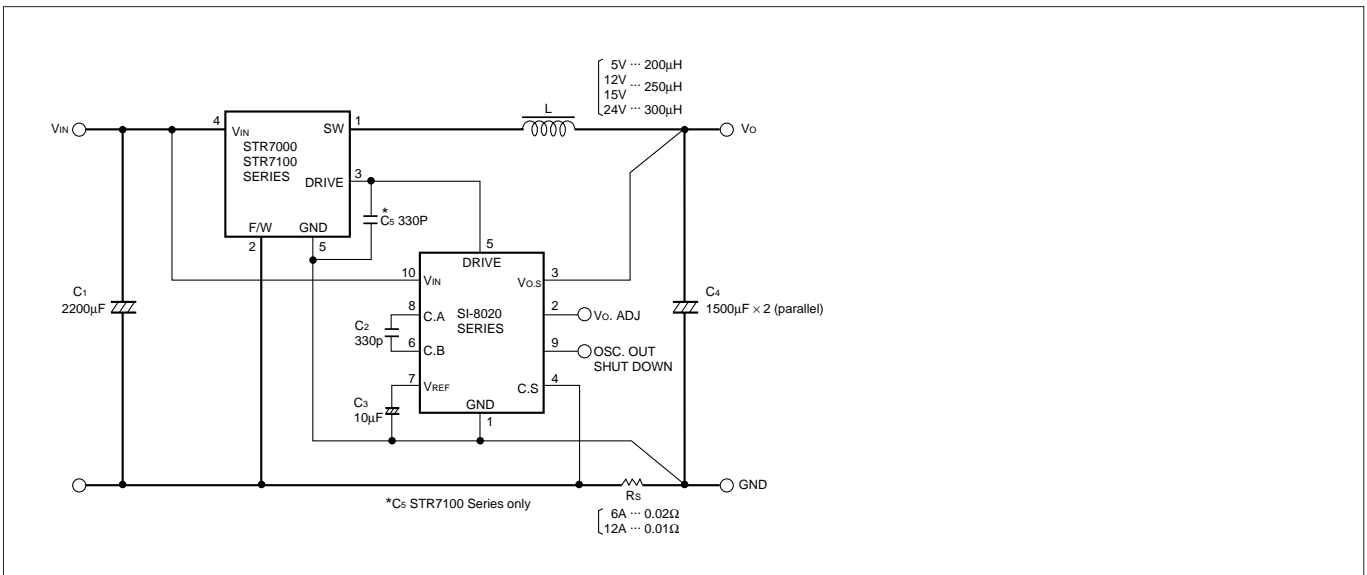 5V ··· 200µH
12V
··· 250µH
15V
24V ··· 300µH
L
VIN
4
VIN
SW
1
VO
STR7000
STR7100
SERIES
DRIVE
3
*
C5 330P
F/W
GND
2
5
5
DRIVE
10
VIN
VO.S
3
C1
2200µF
C4
1500µF × 2 (parallel)
8
C.A
SI-8020
SERIES
2
VO. ADJ
C2
330p
6
C.B
9
OSC. OUT
SHUT DOWN
7
VREF
C.S
4
C3
10µF
GND
1
GND
*C5 STR7100 Series only
RS
6A ··· 0.02Ω
12A ··· 0.01Ω